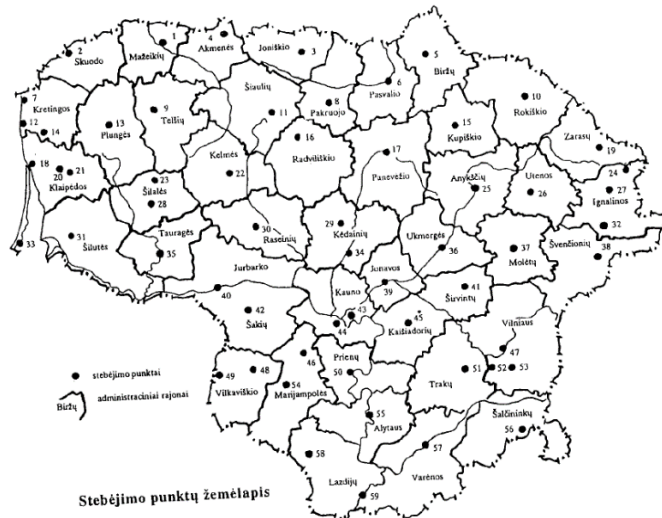 1
2
Skuodo
Mažeikių
4
Akmenės
Joniškio
3
5
Biržų
6
Pasvalio
7
Kretingos
12
14
13
Plungės
9
Telšių
Šiaulių
11
8
Pakruojo
10
Rokiškio
15
Kupiškio
16
Radviliškio
17
Panevėžio
Zarasų
19
18
20
21
Klaipėdos
23
Šilalės
28
Kelmės
22
Anykščių
25
Utenos
26
24
27
Ignalinos
32
33
31
Šilutės
Tauragės
35
30
Raseinių
29
Kėdainių
34
Ukmergės
36
37
Molėtų
Švenčionių
38
Jurbarko
40
Jonavos
39
Kauno
43
44
41
Širvintų
42
Šakių
45
Kaišiadorių
Vilniaus
47
46
Prienų
50
51
52
53
Trakų
49
48
Vilkaviškio
54
Marijampolės
55
Alytaus
Šalčininkų
56
57
Varėnos
58
Lazdijų
59
stebėjimo punktai
Biržų
administraciniai rajonai
Stebėjimo punktų žemėlapis